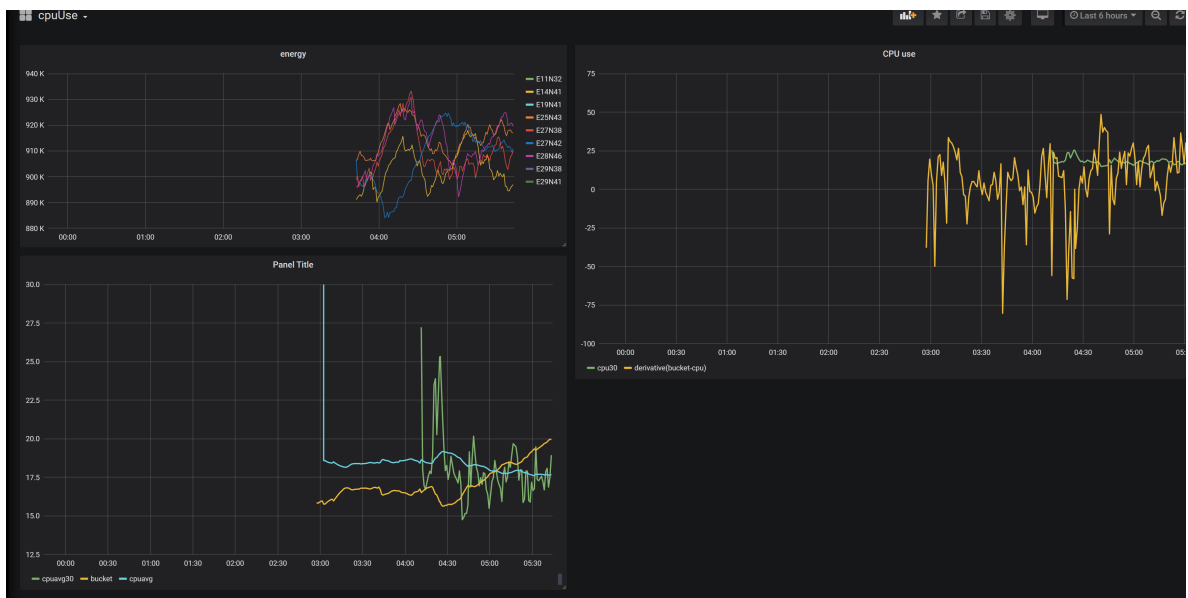 cpuUse
Last 6 hours
energy
940 K
930 K
920 K
910 K
900 K
890 K
880 K
00:00 01:00 02:00 03:00 04:00 05:00
E11N32
E14N41
E19N41
E25N43
E27N38
E27N42
E28N46
E29N38
E29N41
CPU use
75
50
25
0
-25
-50
-75
-100
00:00 00:30 01:00 01:30 02:00 02:30 03:00 03:30 04:00 04:30 05:00 05:
cpu30 derivative(bucket-cpu)
Panel Title
30.0
27.5
25.0
22.5
20.0
17.5
15.0
12.5
00:00 00:30 01:00 01:30 02:00 02:30 03:00 03:30 04:00 04:30 05:00 05:30
cpuavg30 bucket cpuavg